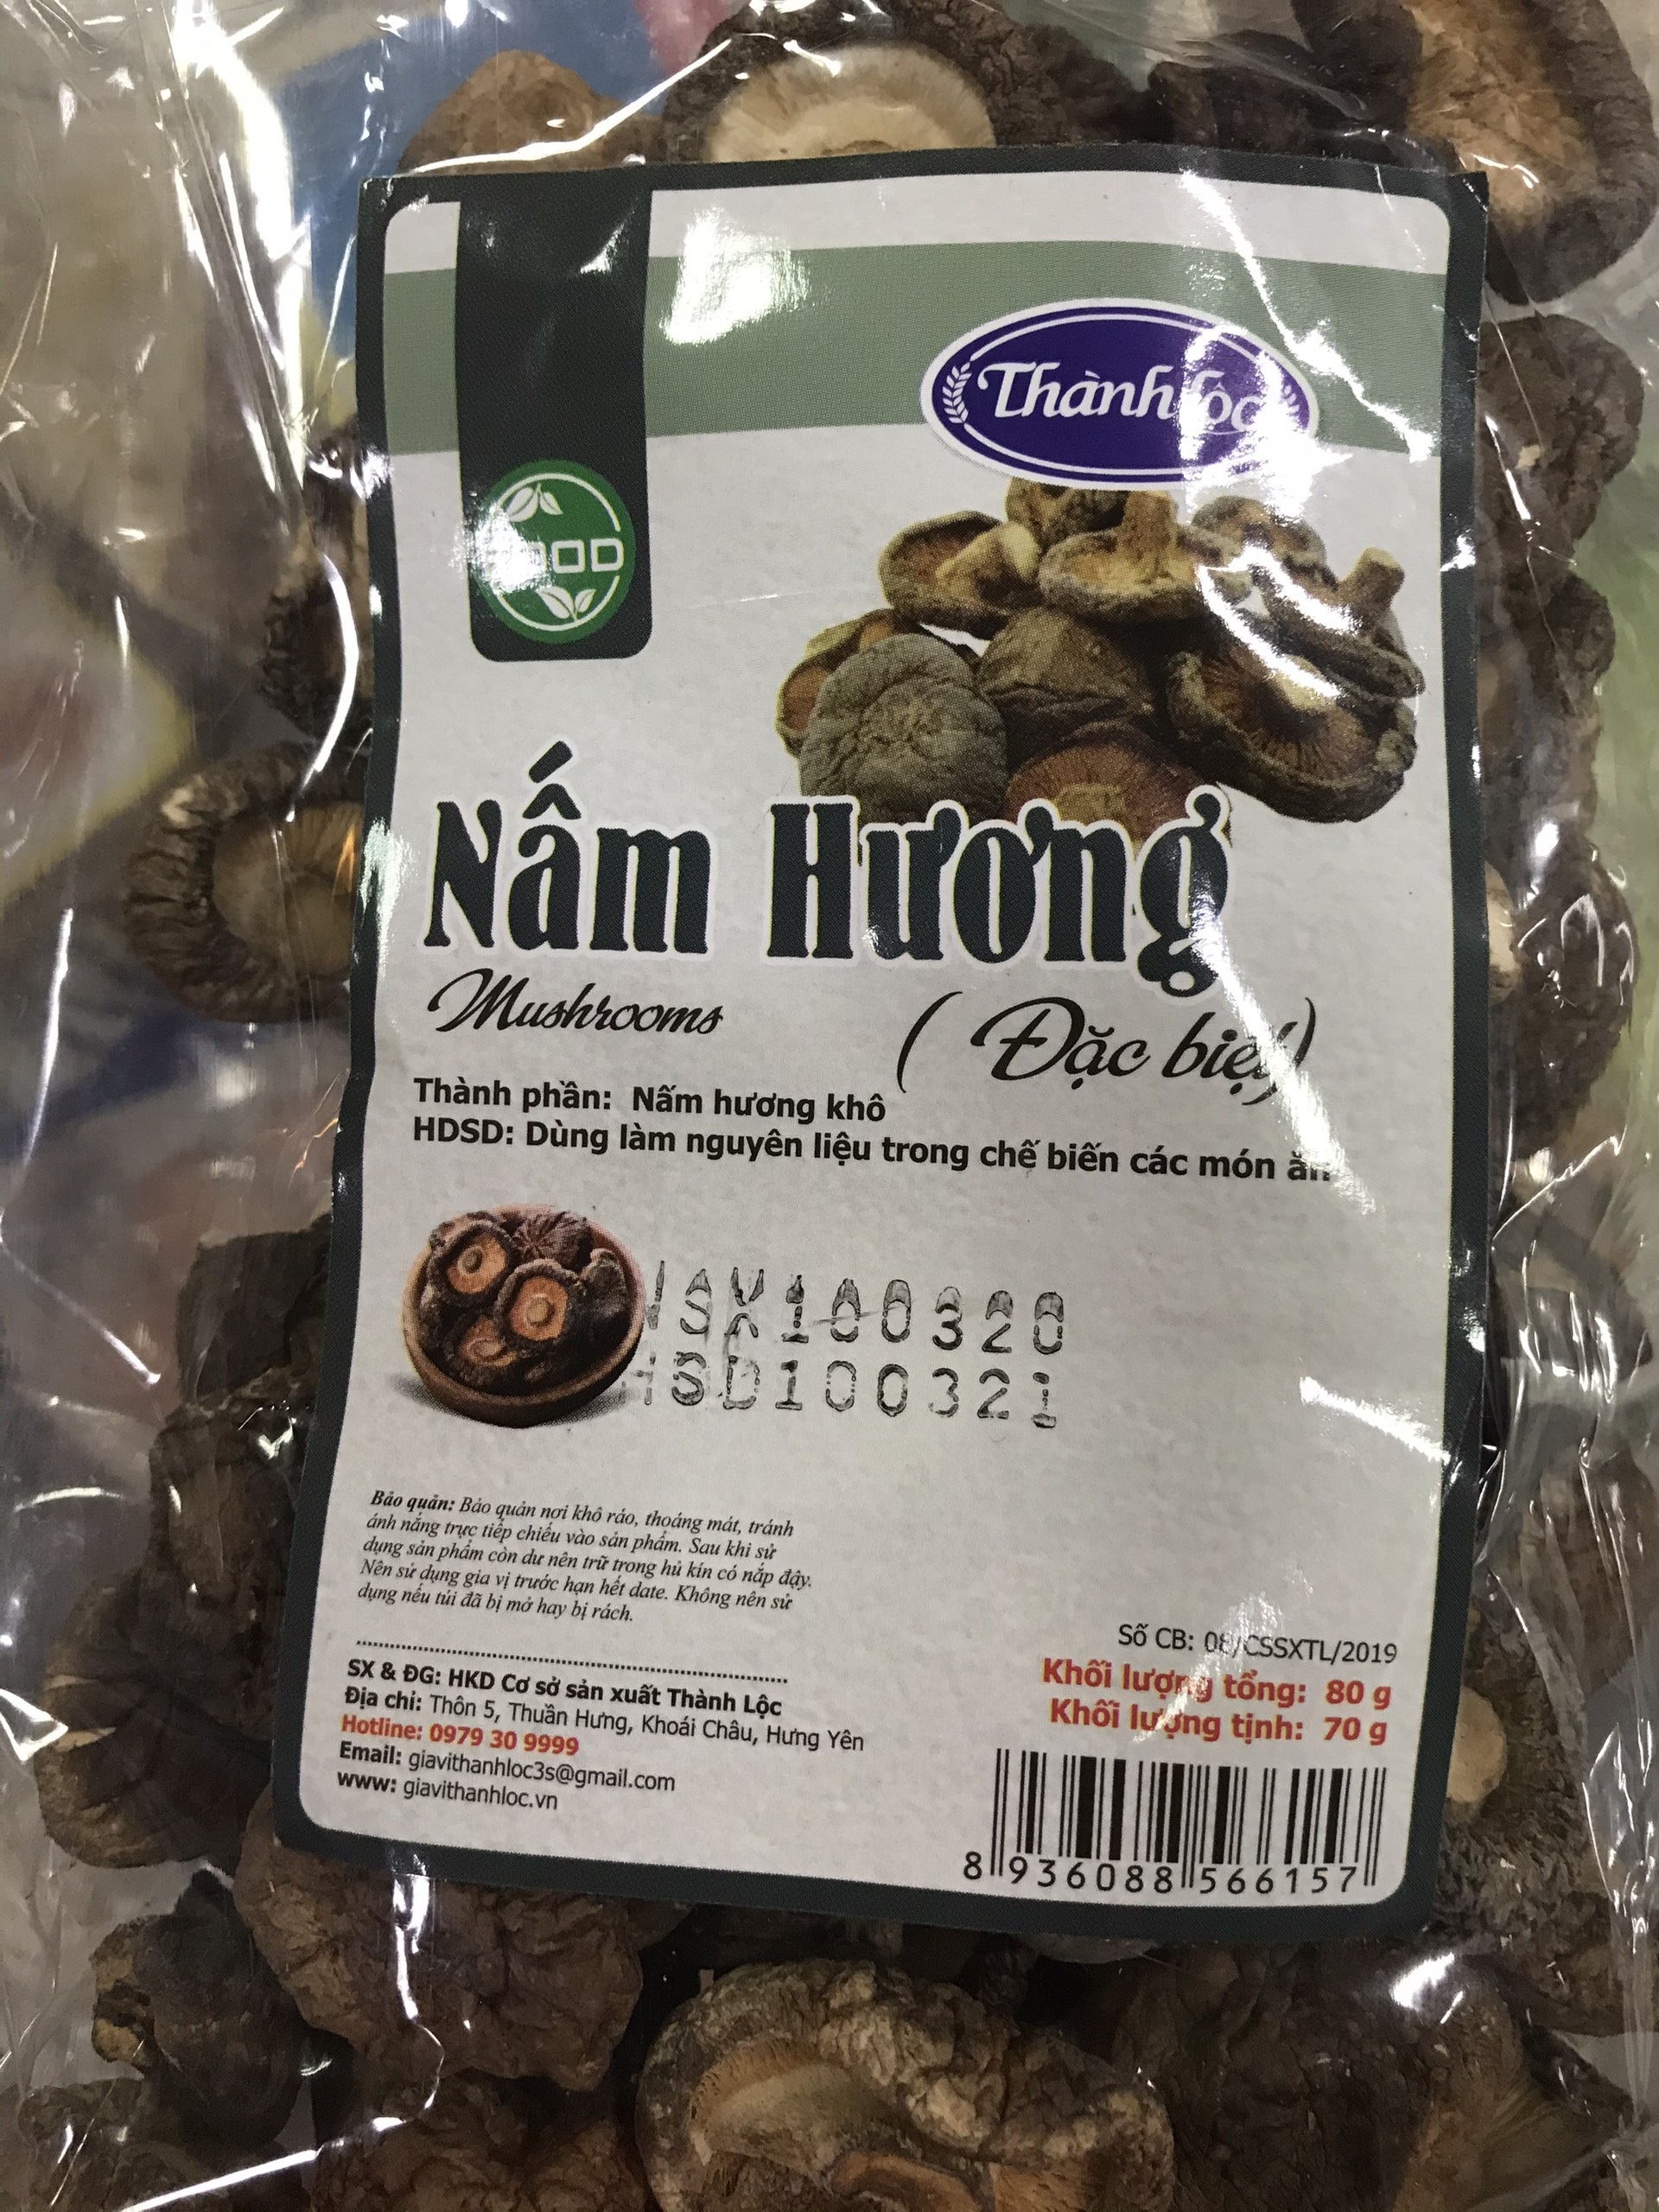 Thành Lộc
FOOD
Nấm Hương
Mushrooms
( Đặc biệt)
Thành phần: Nấm hương khô
HDSD: Dùng làm nguyên liệu trong chế biến các món ăn
NSX100320
HSD100321
Bảo quản: Bảo quản nơi khô ráo, thoáng mát, tránh
ánh nắng trực tiếp chiếu vào sản phẩm. Sau khi sử
dụng sản phẩm còn dư nên trữ trong hủ kín có nắp đậy.
Nên sử dụng gia vị trước hạn hết date. Không nên sử
dụng nếu túi đã bị mở hay bị rách.
SX & ĐG: HKD Cơ sở sản xuất Thành Lộc
Địa chỉ: Thôn 5, Thuần Hưng, Khoái Châu, Hưng Yên
Hotline: 0979 30 9999
Email: giavithanhloc3s@gmail.com
www: giavithanhloc.vn
Số CB: 08/CSSXTL/2019
Khối lượng tổng: 80 g
Khối lượng tịnh: 70 g
8 936088 566157